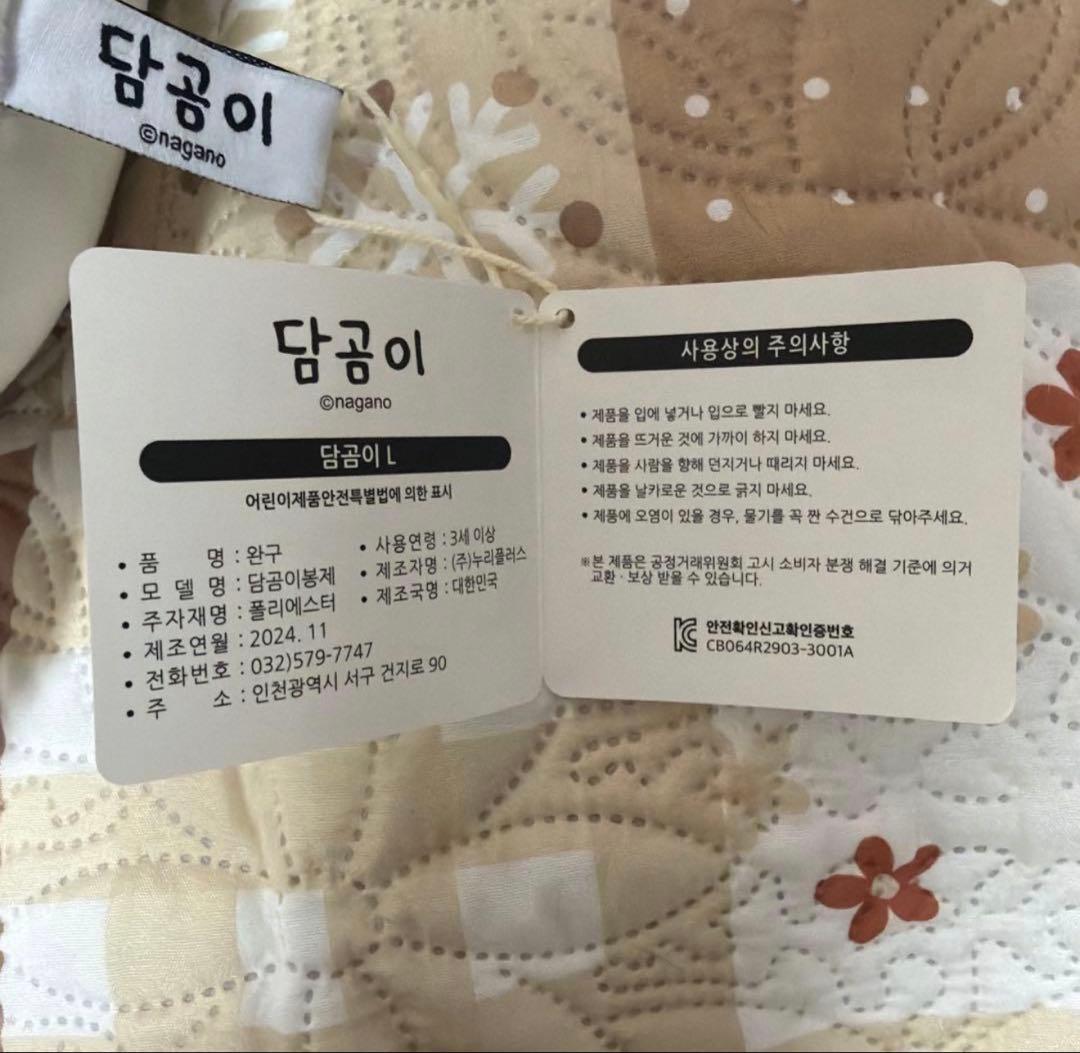 담곰이
©nagano
담곰이
©nagano
담곰이 L
어린이제품안전특별법에 의한 표시
• 품 명 : 완구
• 모 델 명 : 담곰이봉제
• 주자재명 : 폴리에스터
• 제조연월 : 2024. 11
• 전화번호 : 032)579-7747
• 주 소 : 인천광역시 서구 건지로 90
• 사용연령 : 3세 이상
• 제조자명 : (주)누리플러스
• 제조국명 : 대한민국
사용상의 주의사항
• 제품을 입에 넣거나 입으로 빨지 마세요.
• 제품을 뜨거운 것에 가까이 하지 마세요.
• 제품을 사람을 향해 던지거나 때리지 마세요.
• 제품을 날카로운 것으로 긁지 마세요.
• 제품에 오염이 있을 경우, 물기를 꼭 짠 수건으로 닦아주세요.
※본 제품은 공정거래위원회 고시 소비자 분쟁 해결 기준에 의거
교환 · 보상 받을 수 있습니다.
안전확인신고확인증번호
CB064R2903-3001A